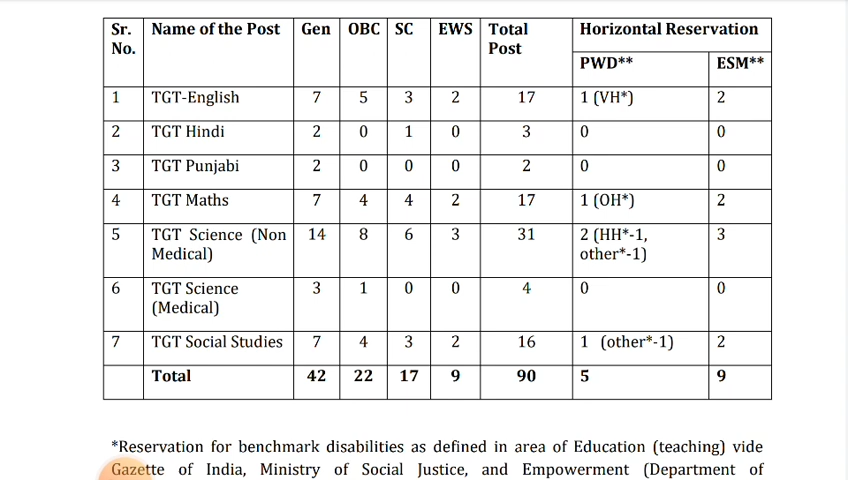 Sr. No. Name of the Post Gen OBC SC EWS Total Post Horizontal Reservation
PWD** ESM**
1 TGT-English 7 5 3 2 17 1 (VH*) 2
2 TGT Hindi 2 0 1 0 3 0 0
3 TGT Punjabi 2 0 0 0 2 0 0
4 TGT Maths 7 4 4 2 17 1 (OH*) 2
5 TGT Science (Non Medical) 14 8 6 3 31 2 (HH*-1, other*-1) 3
6 TGT Science (Medical) 3 1 0 0 4 0 0
7 TGT Social Studies 7 4 3 2 16 1 (other*-1) 2
Total 42 22 17 9 90 5 9
*Reservation for benchmark disabilities as defined in area of Education (teaching) vide
Gazette of India, Ministry of Social Justice, and Empowerment (Department of